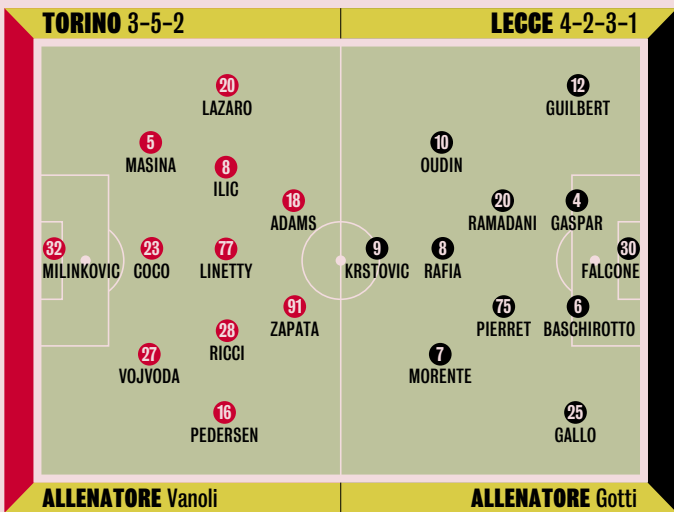 TORINO 3-5-2
LECCE 4-2-3-1
20
LAZARO
5
MASINA
8
ILIC
18
ADAMS
32
MILINKOVIC
23
COCO
77
LINETTY
91
ZAPATA
28
RICCI
27
VOJVODA
16
PEDERSEN
12
GUILBERT
10
OUDIN
20
RAMADANI
4
GASPAR
9
KRSTOVIC
8
RAFIA
30
FALCONE
75
PIERRET
6
BASCHIROTTO
7
MORENTE
25
GALLO
ALLENATORE Vanoli
ALLENATORE Gotti